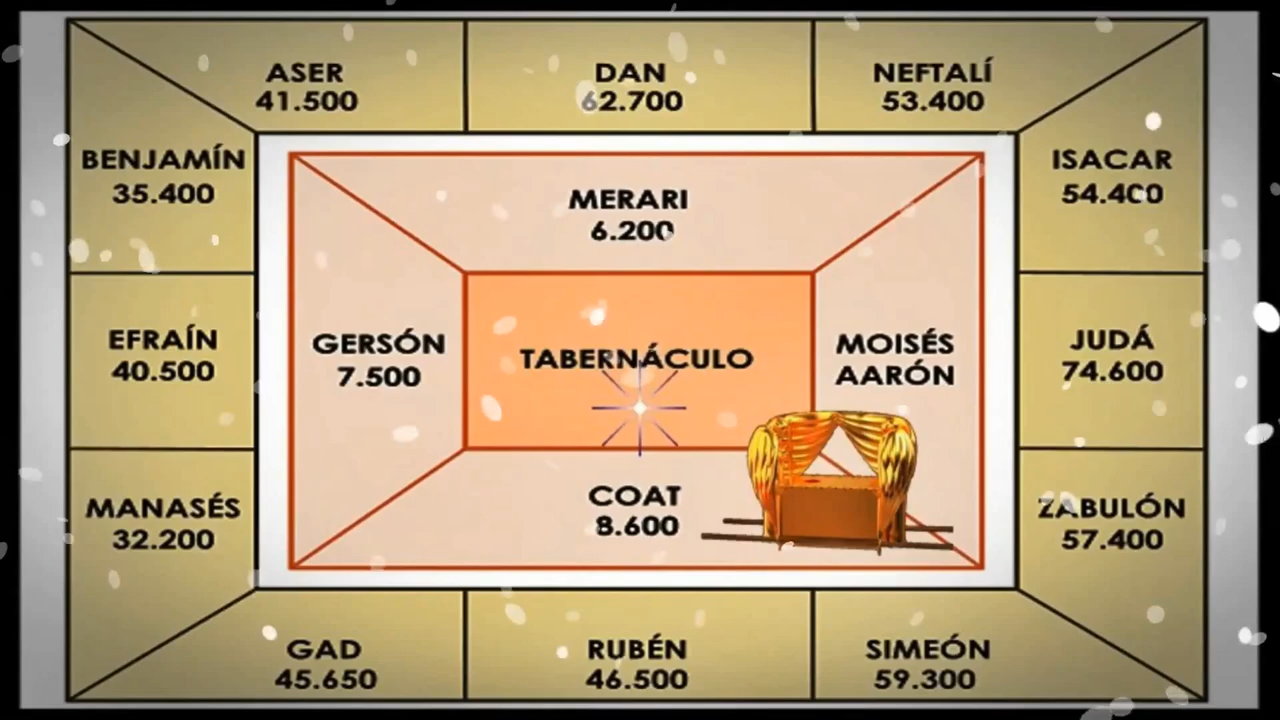 ASER
41.500
DAN
62.700
NEFTALÍ
53.400
BENJAMÍN
35.400
MERARI
6.200
ISACAR
54.400
EFRAÍN
40.500
GERSÓN
7.500
TABERNÁCULO
MOISÉS
AARÓN
JUDÁ
74.600
MANASÉS
32.200
COAT
8.600
ZABULÓN
57.400
GAD
45.650
RUBÉN
46.500
SIMEÓN
59.300